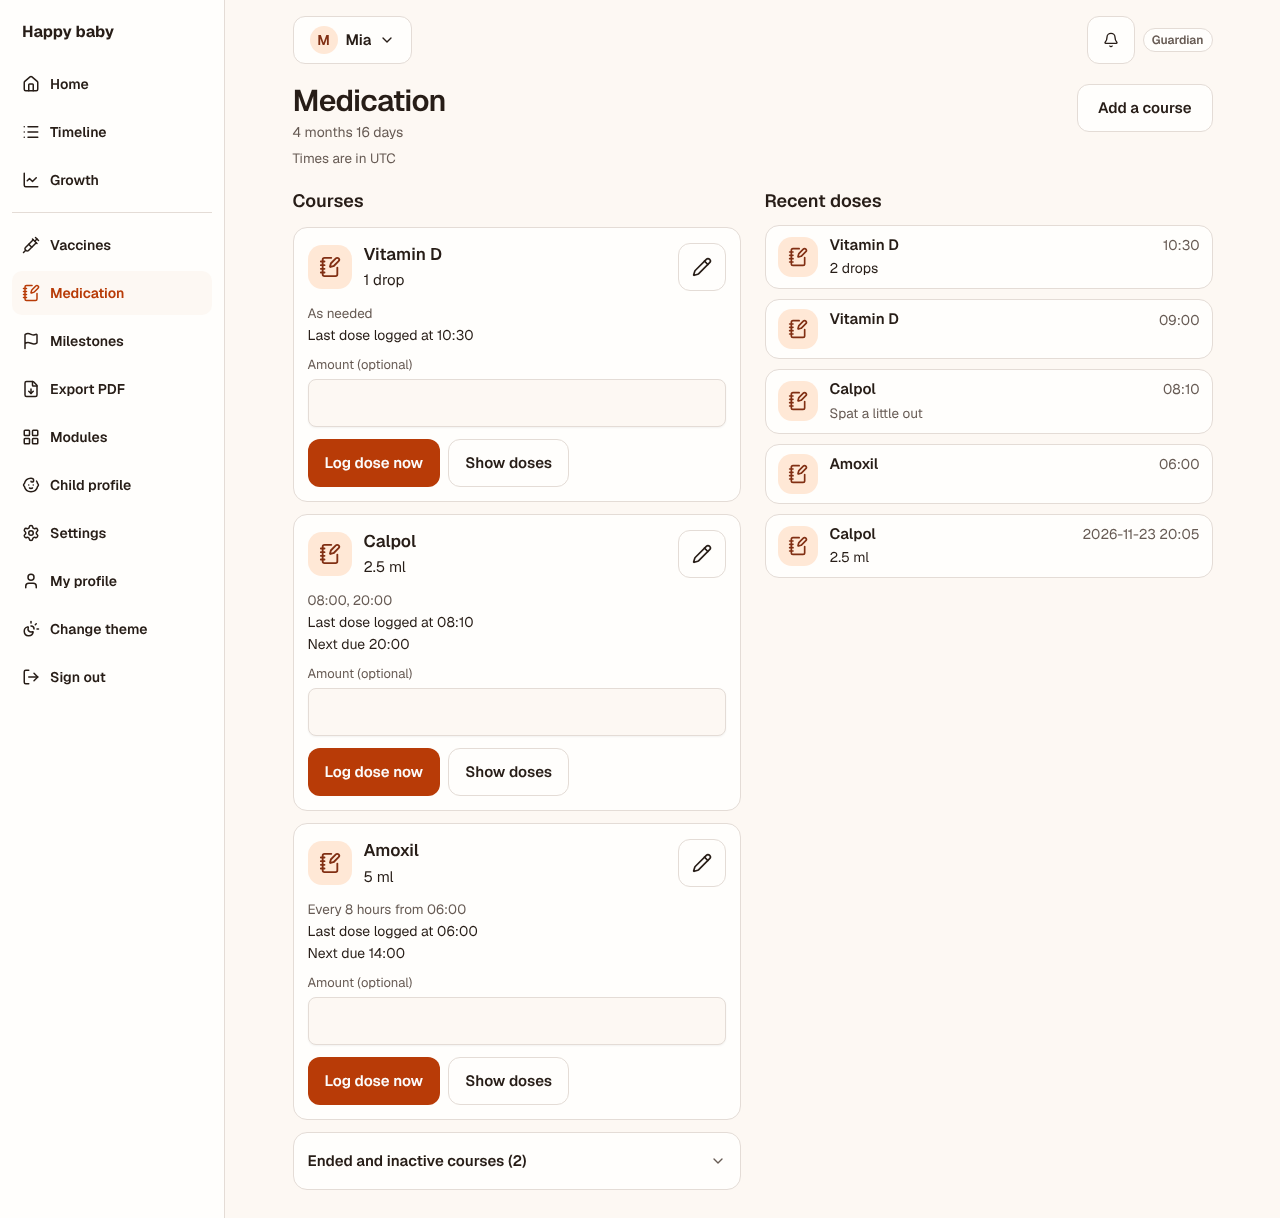 Happy baby
Home
Timeline
Growth
Vaccines
Medication
Milestones
Export PDF
Modules
Child profile
Settings
My profile
Change theme
Sign out
M Mia
Guardian
Medication
Add a course
4 months 16 days
Times are in UTC
Courses
Vitamin D
1 drop
As needed
Last dose logged at 10:30
Amount (optional)
Log dose now
Show doses
Calpol
2.5 ml
08:00, 20:00
Last dose logged at 08:10
Next due 20:00
Amount (optional)
Log dose now
Show doses
Amoxil
5 ml
Every 8 hours from 06:00
Last dose logged at 06:00
Next due 14:00
Amount (optional)
Log dose now
Show doses
Ended and inactive courses (2)
Recent doses
Vitamin D 10:30
2 drops
Vitamin D 09:00
Calpol 08:10
Spat a little out
Amoxil 06:00
Calpol 2026-11-23 20:05
2.5 ml